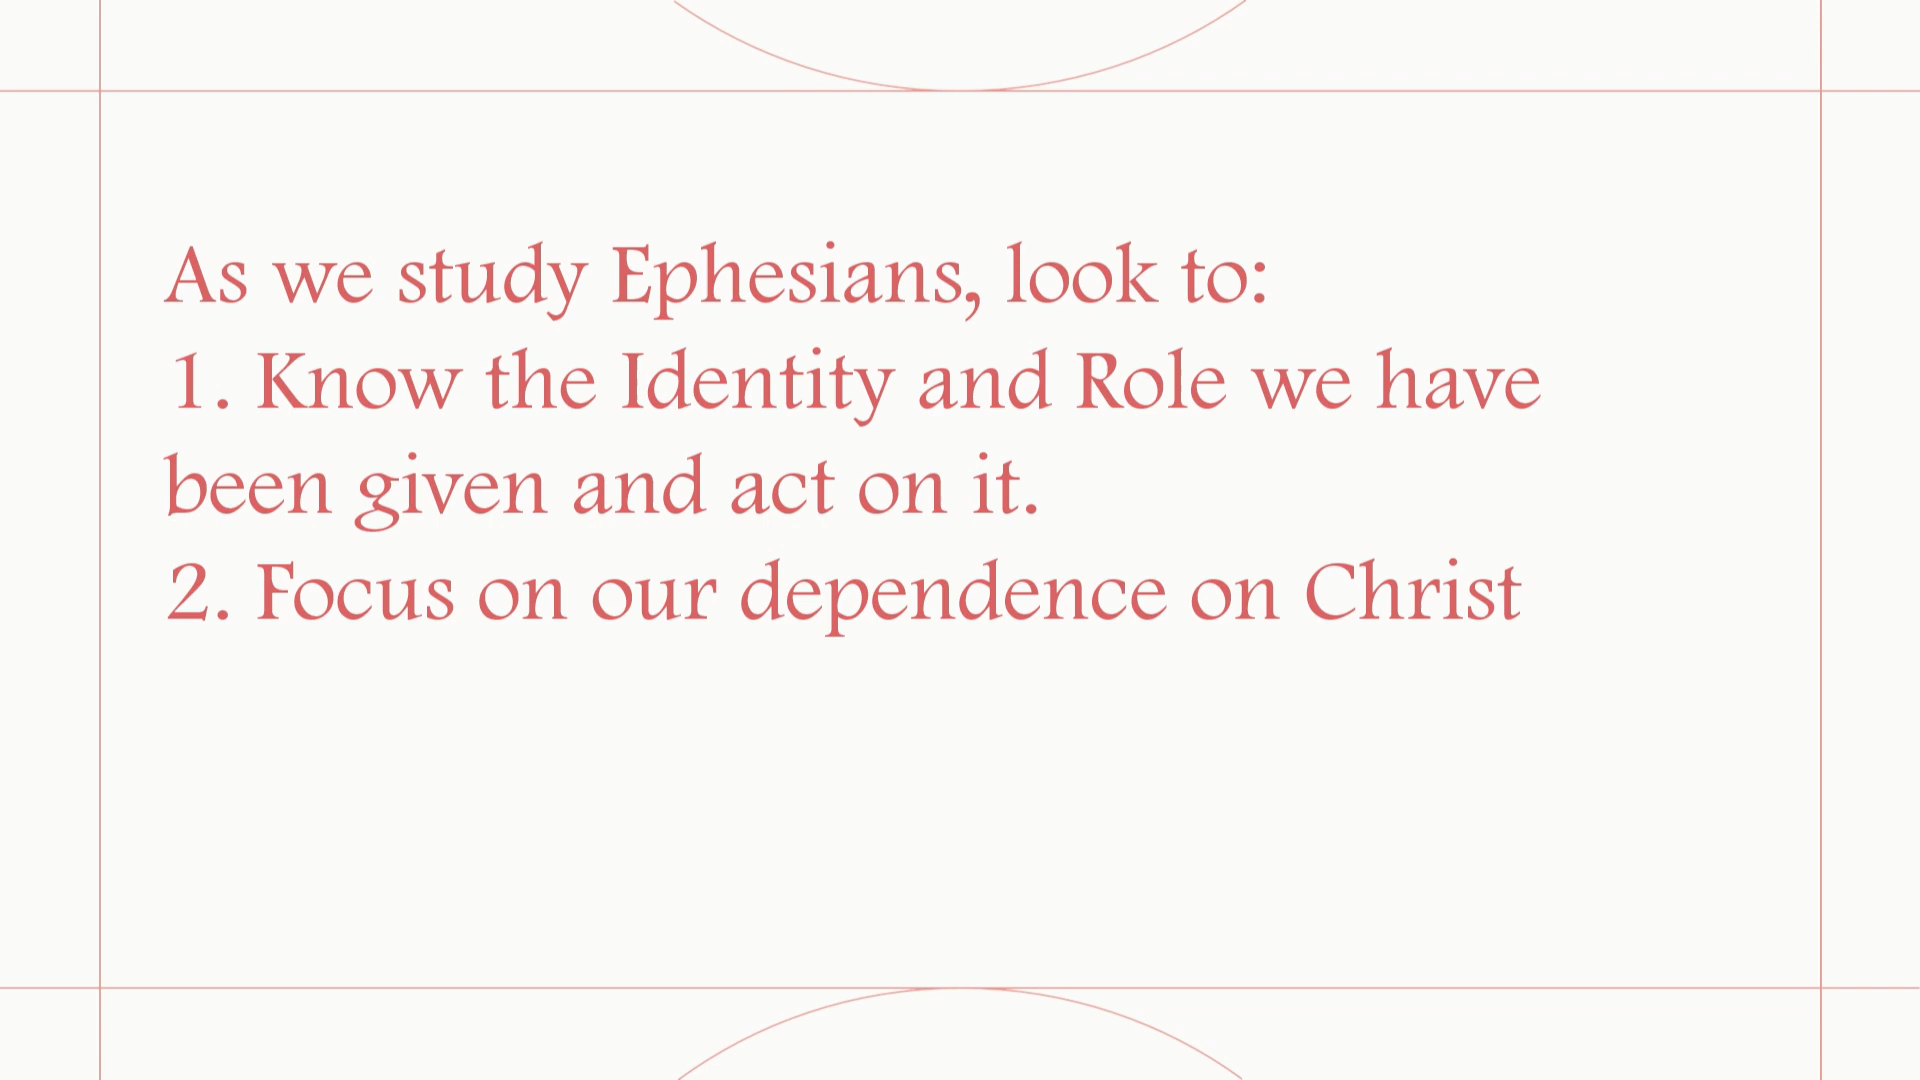 As we study Ephesians, look to:
1. Know the Identity and Role we have
been given and act on it.
2. Focus on our dependence on Christ